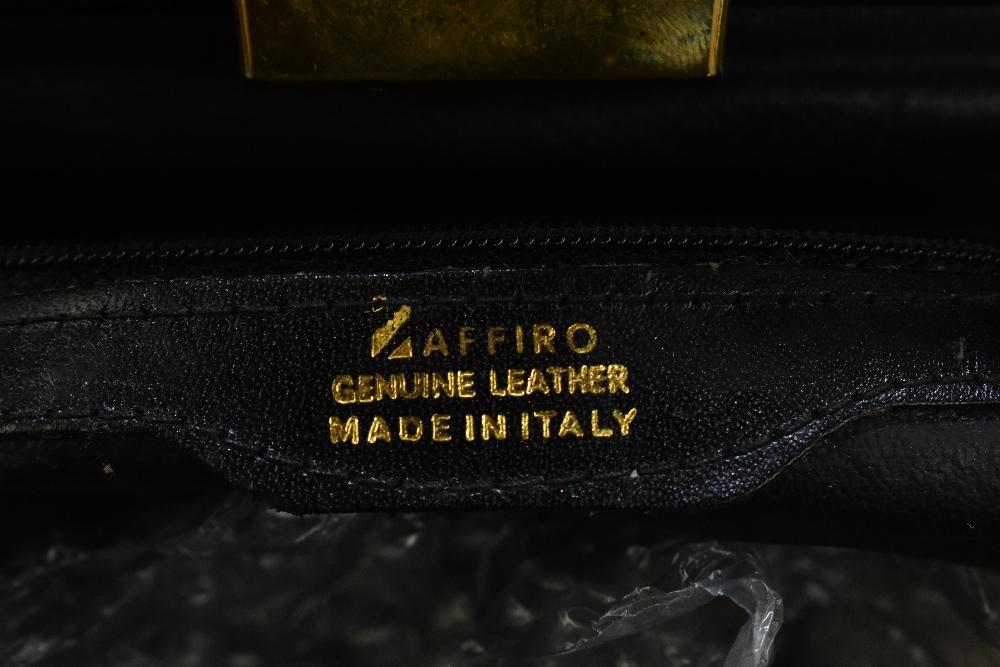 ZAFFIRO
GENUINE LEATHER
MADE IN ITALY